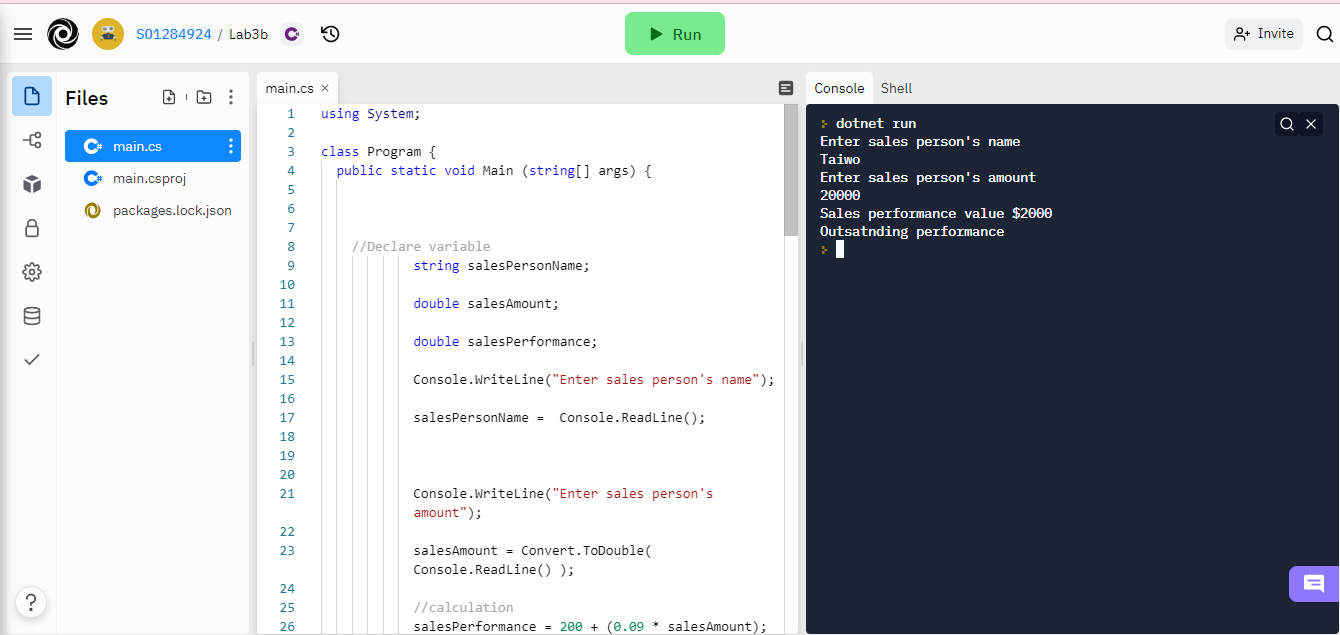 S01284924 / Lab3b
Run
Invite
Files
main.cs
main.csproj
packages.lock.json
main.cs ×
1 using System;
2
3 class Program {
4 public static void Main (string[] args) {
5
6
7
8 //Declare variable
9 string salesPersonName;
10
11 double salesAmount;
12
13 double salesPerformance;
14
15 Console.WriteLine("Enter sales person's name");
16
17 salesPersonName =  Console.ReadLine();
18
19
20
21 Console.WriteLine("Enter sales person's
amount");
22
23 salesAmount = Convert.ToDouble(
Console.ReadLine() );
24
25 //calculation
26 salesPerformance = 200 + (0.09 * salesAmount);
Console Shell
dotnet run
Enter sales person's name
Taiwo
Enter sales person's amount
20000
Sales performance value $2000
Outsatnding performance
?